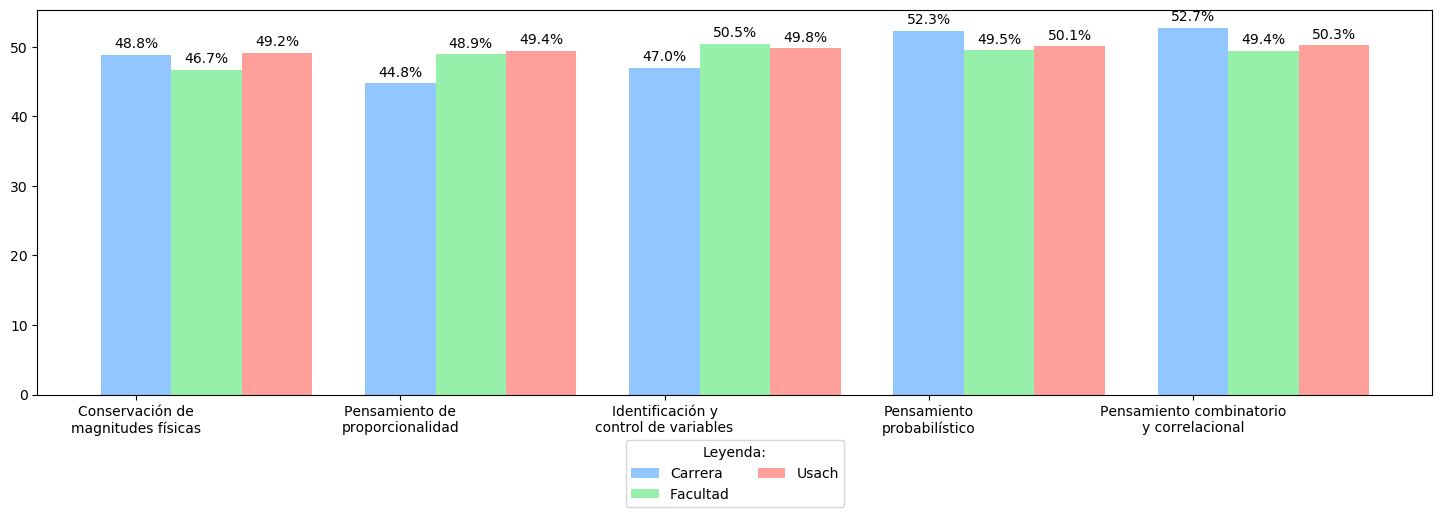 52.3%
52.7%
48.8%
46.7%
49.2%
44.8%
48.9%
49.4%
47.0%
50.5%
49.8%
49.5%
50.1%
49.4%
50.3%
50
40
30
20
10
0
Conservación de
magnitudes físicas
Pensamiento de
proporcionalidad
Identificación y
control de variables
Pensamiento
probabilístico
Pensamiento combinatorio
y correlacional
Leyenda:
Carrera
Facultad
Usach